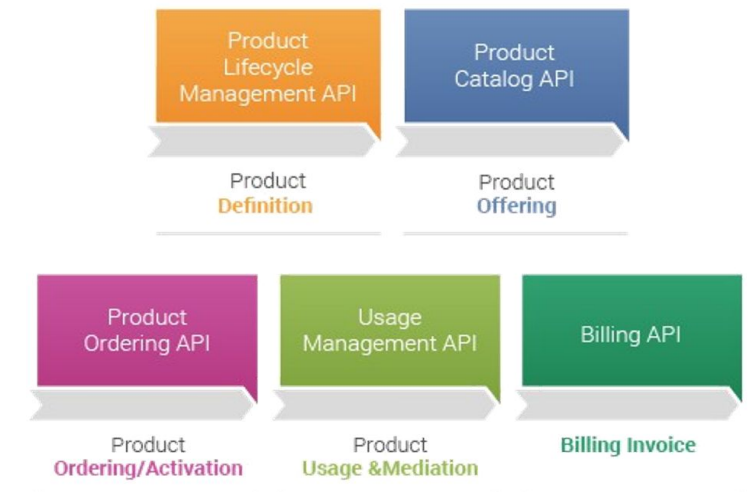 Product
Lifecycle
Management API
Product
Catalog API
Product
Definition
Product
Offering
Product
Ordering API
Usage
Management API
Billing API
Product
Ordering/Activation
Product
Usage &Mediation
Billing Invoice